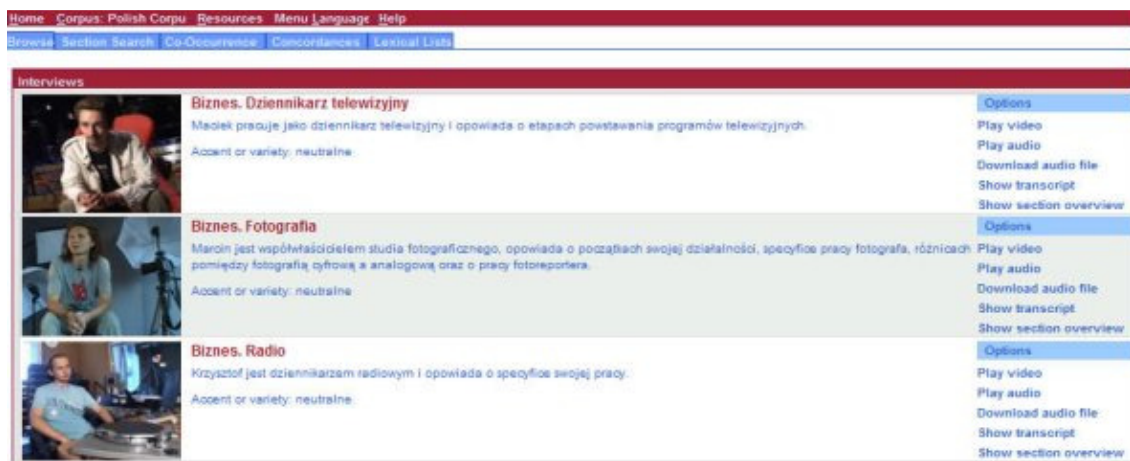 Home Corpus: Polish Corpu Resources Menu Language Help
Browse Section Search Co-Occurrence Concordances Lexical Lists
Interviews
Biznes. Dziennikarz telewizyjny
Maciek pracuje jako dziennikarz telewizyjny i opowiada o etapach powstawania programów telewizyjnych.
Accent or variety: neutralne
Options
Play video
Play audio
Download audio file
Show transcript
Show section overview
Biznes. Fotografia
Marcin jest współwłaścicielem studia fotograficznego, opowiada o początkach swojej działalności, specyfice pracy fotografa, różnicach
pomiędzy fotografią cyfrową a analogową oraz o pracy fotoreportera.
Accent or variety: neutralne
Options
Play video
Play audio
Download audio file
Show transcript
Show section overview
Biznes. Radio
Krzysztof jest dziennikarzem radiowym i opowiada o specyfice swojej pracy.
Accent or variety: neutralne
Options
Play video
Play audio
Download audio file
Show transcript
Show section overview